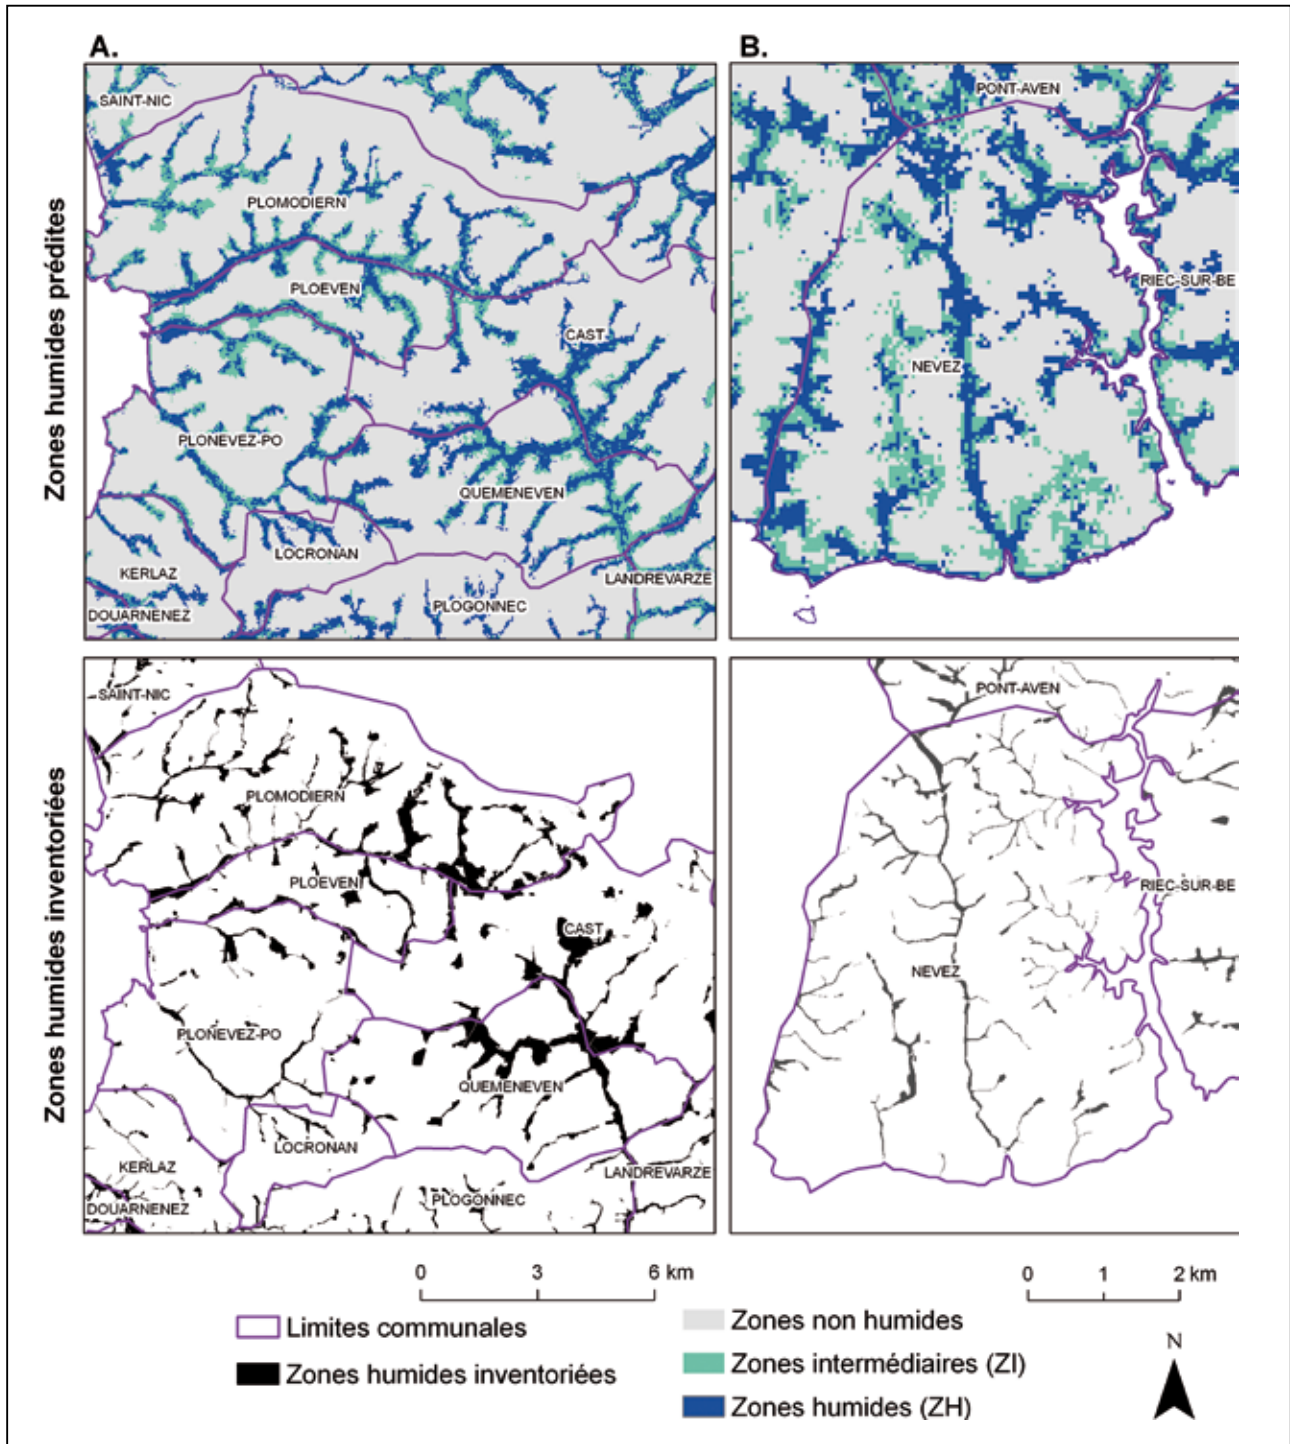 A.
B.
Zones humides prédites
SAINT-NIC
PLOMODIERN
PLOEVEN
CAST
PLONEVEZ-PO
QUEMENEVEN
LOCRONAN
KERLAZ
LANDREVARZE
PLOGONNEC
DOUARNENEZ
PONT-AVEN
RIEC-SUR-BE
NEVEZ
Zones humides inventoriées
SAINT-NIC
PLOMODIERN
PLOEVEN
CAST
PLONEVEZ-PO
QUEMENEVEN
LOCRONAN
KERLAZ
LANDREVARZE
PLOGONNEC
DOUARNENEZ
PONT-AVEN
RIEC-SUR-BE
NEVEZ
0 3 6 km
0 1 2 km
Limites communales
Zones humides inventoriées
Zones non humides
Zones intermédiaires (ZI)
Zones humides (ZH)
N